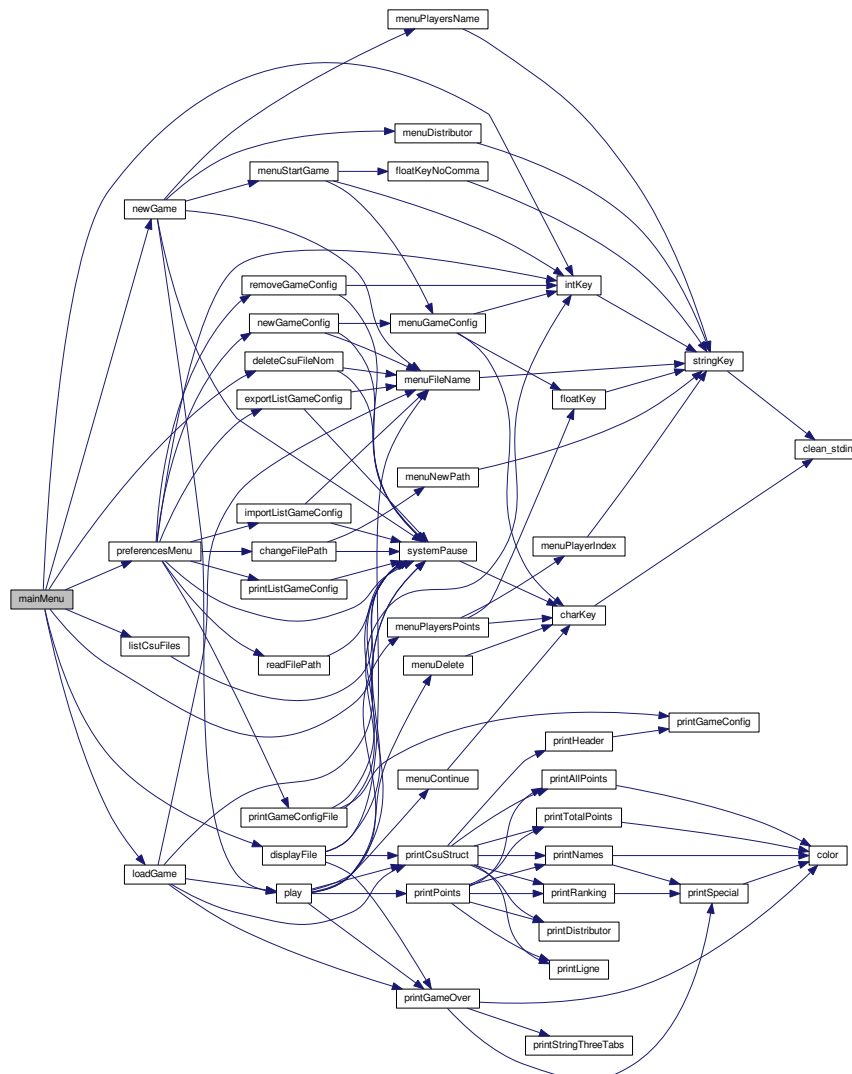 menuPlayersName
menuDistributor
menuStartGame
floatKeyNoComma
newGame
removeGameConfig
intKey
newGameConfig
menuGameConfig
deleteCsuFileNom
stringKey
menuFileName
exportListGameConfig
floatKey
clean_stdin
menuNewPath
importListGameConfig
preferencesMenu
changeFilePath
systemPause
menuPlayerIndex
printListGameConfig
mainMenu
charKey
menuPlayersPoints
listCsuFiles
readFilePath
menuDelete
printGameConfig
printHeader
menuContinue
printAllPoints
printGameConfigFile
printTotalPoints
displayFile
printCsuStruct
printNames
color
loadGame
play
printPoints
printRanking
printSpecial
printDistributor
printLigne
printGameOver
printStringThreeTabs